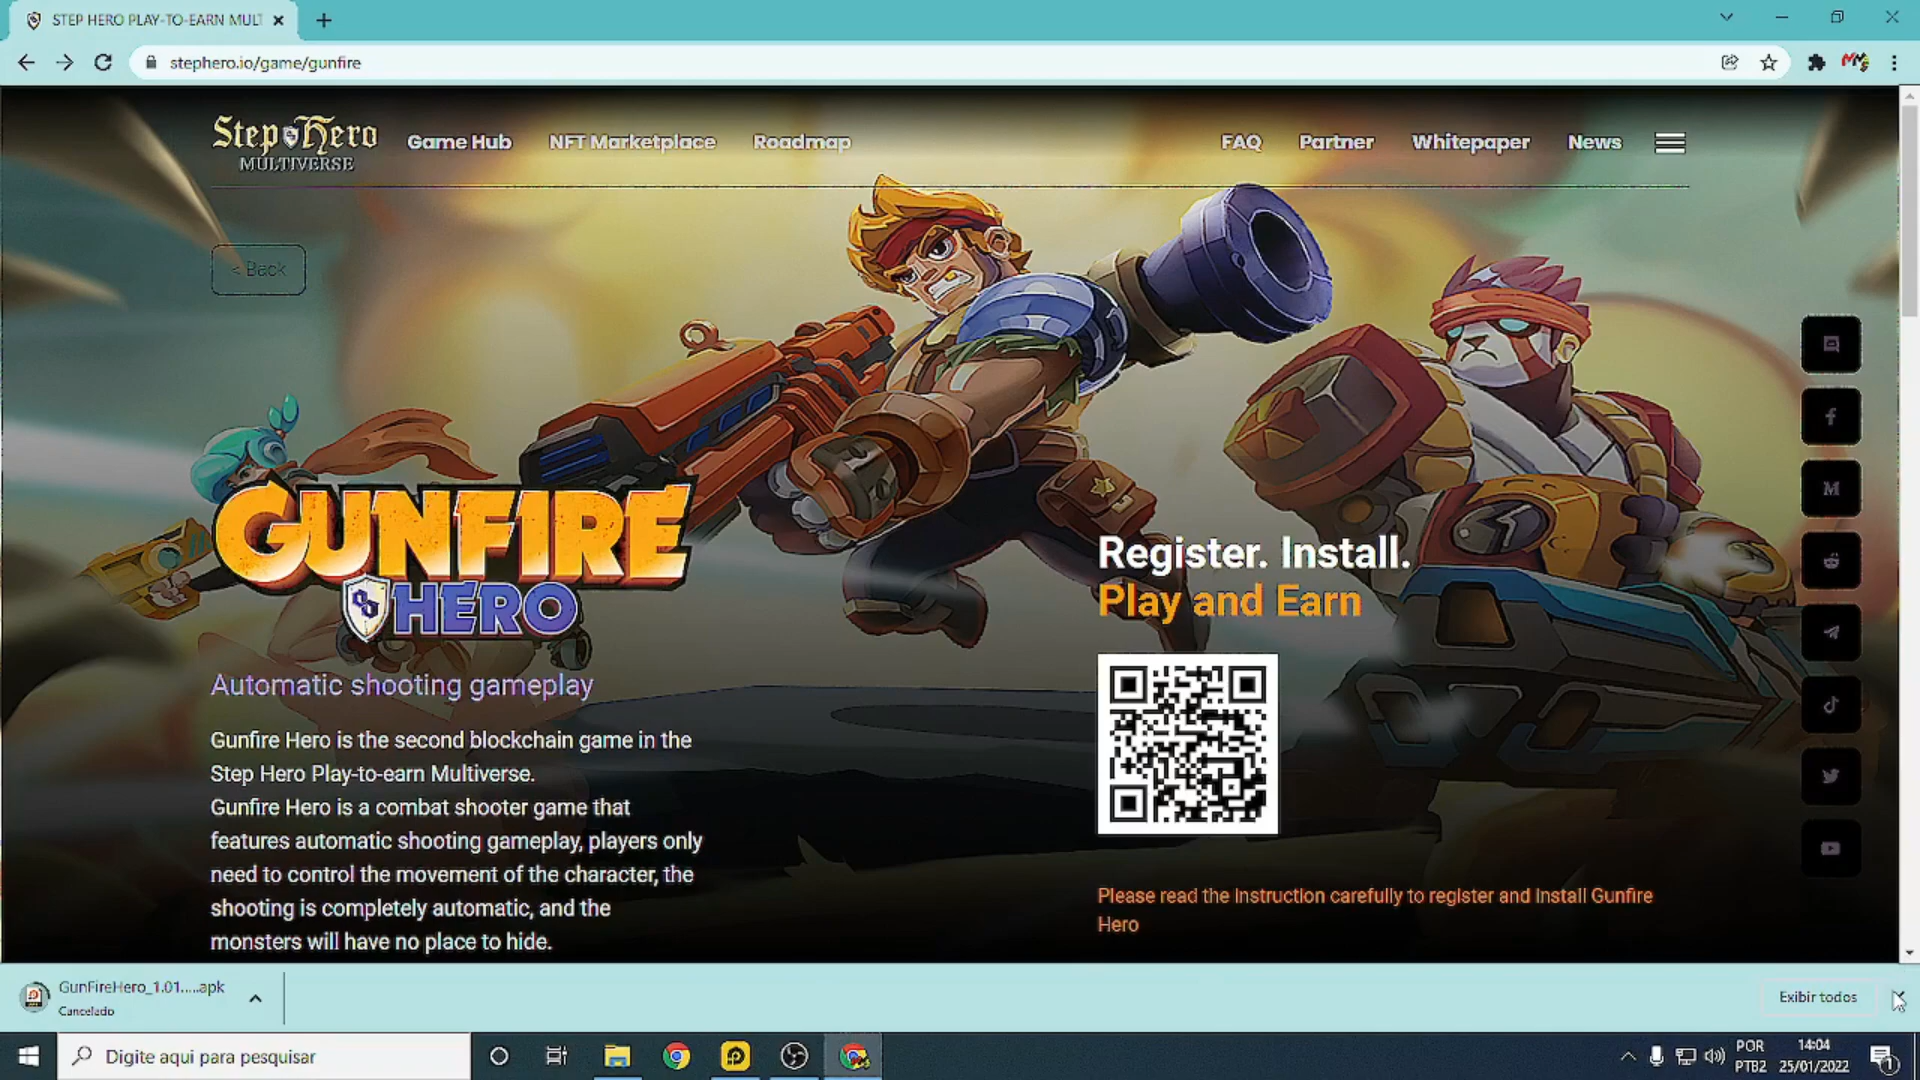 STEP HERO PLAY-TO-EARN MULT
stephero.io/game/gunfire
Step Hero
MULTIVERSE
Game Hub
NFT Marketplace
Roadmap
FAQ
Partner
Whitepaper
News
< Back
GUNFIRE
HERO
Automatic shooting gameplay
Gunfire Hero is the second blockchain game in the
Step Hero Play-to-earn Multiverse.
Gunfire Hero is a combat shooter game that
features automatic shooting gameplay, players only
need to control the movement of the character, the
shooting is completely automatic, and the
monsters will have no place to hide.
Register. Install.
Play and Earn
Please read the instruction carefully to register and install Gunfire
Hero
GunFireHero_1.01.....apk
Cancelado
Exibir todos
Digite aqui para pesquisar
POR
PTB2
14:04
25/01/2022
1